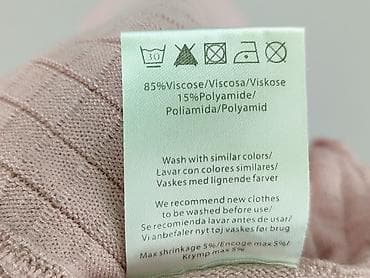 30
85%Viscose/Viscosa/Viskose
15%Polyamide/
Poliamida/Polyamid
Wash with similar colors/
Lavar con colores similares/
Vaskes med lignende farver
We recommend new clothes
to be washed before use/
Se recomienda lavar antes de usar/
Vi anbefaler nyt tøj vaskes før brug
Max shrinkage 5%/Encoge max 5%/
Krymp max 5%